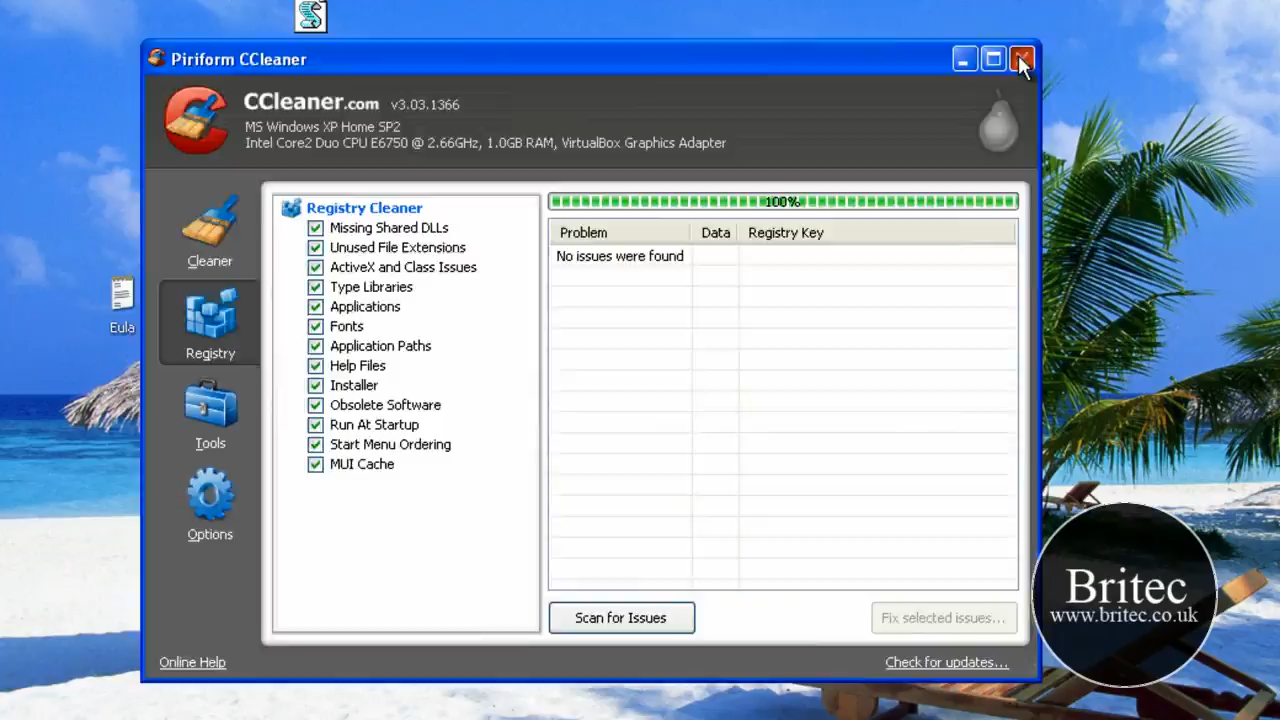 Piriform CCleaner
CCleaner.com v3.03.1366
MS Windows XP Home SP2
Intel Core2 Duo CPU E6750 @ 2.66GHz, 1.0GB RAM, VirtualBox Graphics Adapter
Eula
Cleaner
Registry
Tools
Options
Registry Cleaner
Missing Shared DLLs
Unused File Extensions
ActiveX and Class Issues
Type Libraries
Applications
Fonts
Application Paths
Help Files
Installer
Obsolete Software
Run At Startup
Start Menu Ordering
MUI Cache
100%
Problem Data Registry Key
No issues were found
Scan for Issues
Fix selected issues...
Online Help
Check for updates...
Britec
www.britec.co.uk